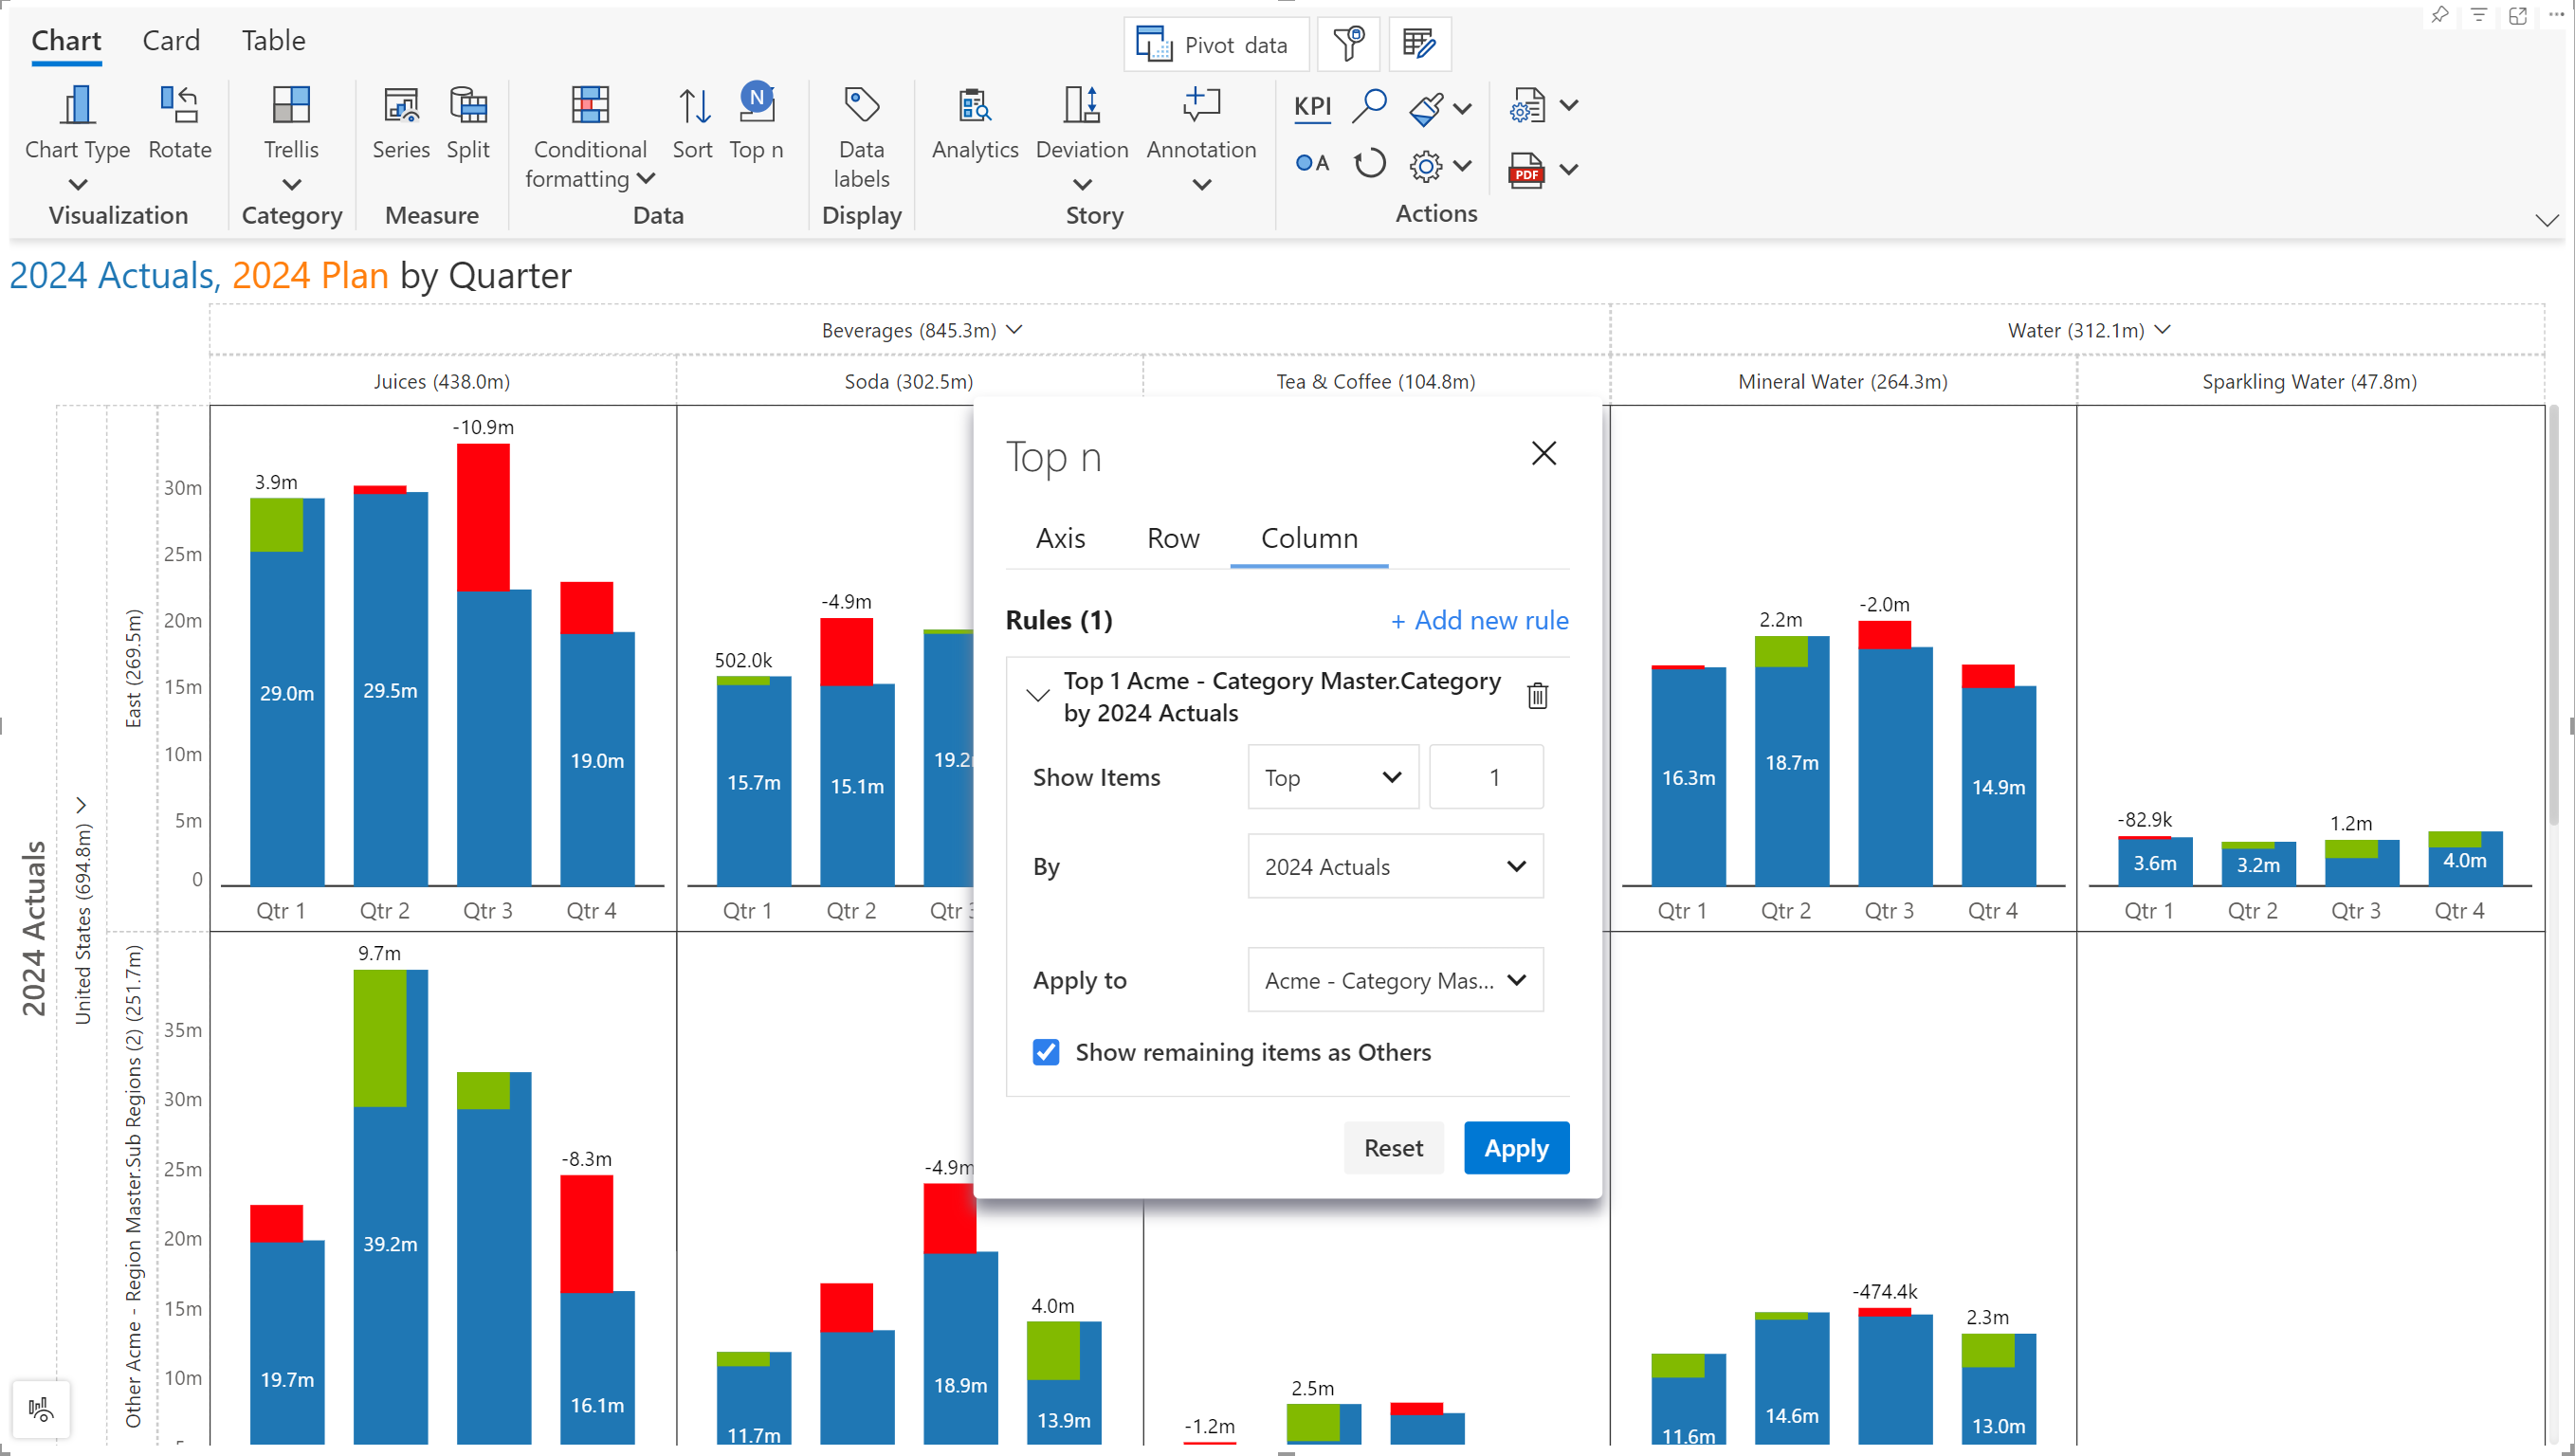 Chart Card Table
Pivot data
Chart Type Rotate Trellis Series Split Conditional formatting Sort Top n Data labels Analytics Deviation Annotation KPI
N
A
PDF
Visualization Category Measure Data Display Story Actions
2024 Actuals, 2024 Plan by Quarter
Beverages (845.3m) Water (312.1m)
Juices (438.0m) Soda (302.5m) Tea & Coffee (104.8m) Mineral Water (264.3m) Sparkling Water (47.8m)
2024 Actuals
United States (694.8m)
East (269.5m)
30m
25m
20m
15m
10m
5m
0
3.9m -10.9m
29.0m 29.5m 19.0m
Qtr 1 Qtr 2 Qtr 3 Qtr 4
502.0k -4.9m
15.7m 15.1m 19.2
Qtr 1 Qtr 2 Qtr
2.2m -2.0m
16.3m 18.7m 14.9m
Qtr 1 Qtr 2 Qtr 3 Qtr 4
-82.9k 1.2m
3.6m 3.2m 4.0m
Qtr 1 Qtr 2 Qtr 3 Qtr 4
Top n
Axis Row Column
Rules (1) + Add new rule
Top 1 Acme - Category Master.Category
by 2024 Actuals
Show Items Top 1
By 2024 Actuals
Apply to Acme - Category Mas...
Show remaining items as Others
Reset Apply
Other Acme - Region Master.Sub Regions (2) (251.7m)
35m
30m
25m
20m
15m
10m
9.7m -8.3m
19.7m 39.2m 16.1m
-4.9m 4.0m
11.7m 18.9m 13.9m
-1.2m 2.5m
-474.4k 2.3m
11.6m 14.6m 13.0m